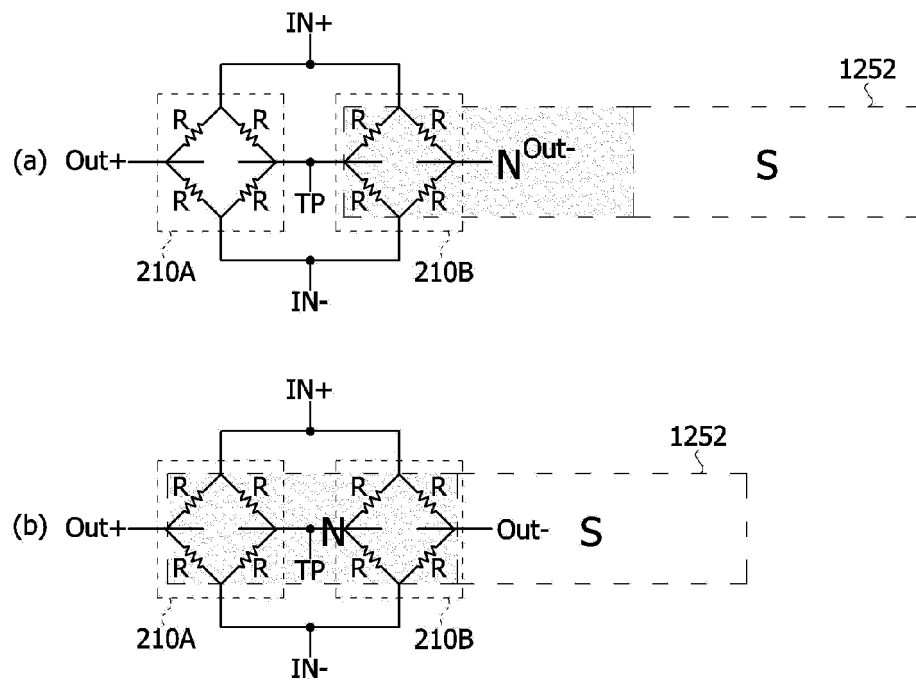 IN+
1252
R R R R
(a) Out+ N Out- S
R R TP R R
210A 210B
IN-
IN+
1252
R R R R
(b) Out+ N Out- S
R R TP R R
210A 210B
IN-